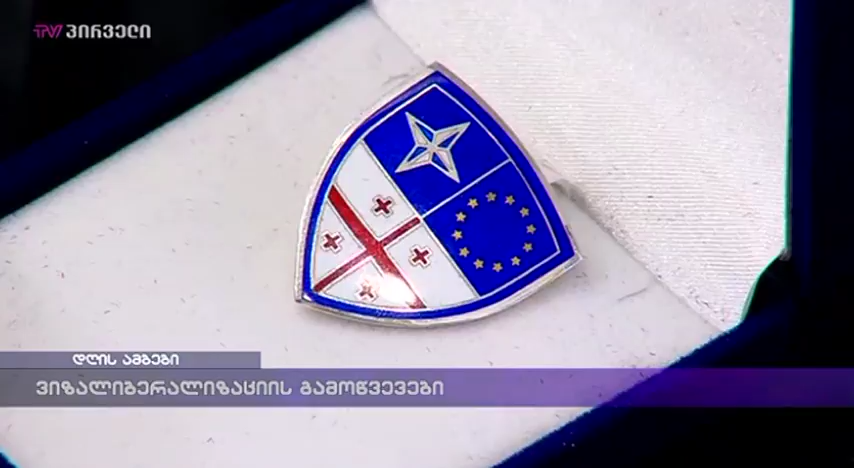 TV ᲞᲘᲠᲕᲔᲚᲘ
ᲓᲦᲘᲡ ᲐᲛᲑᲔᲑᲘ
ᲕᲘᲖᲐᲚᲘᲑᲔᲠᲐᲚᲘᲖᲐᲪᲘᲘᲡ ᲒᲐᲛᲝᲬᲕᲔᲕᲔᲑᲘ